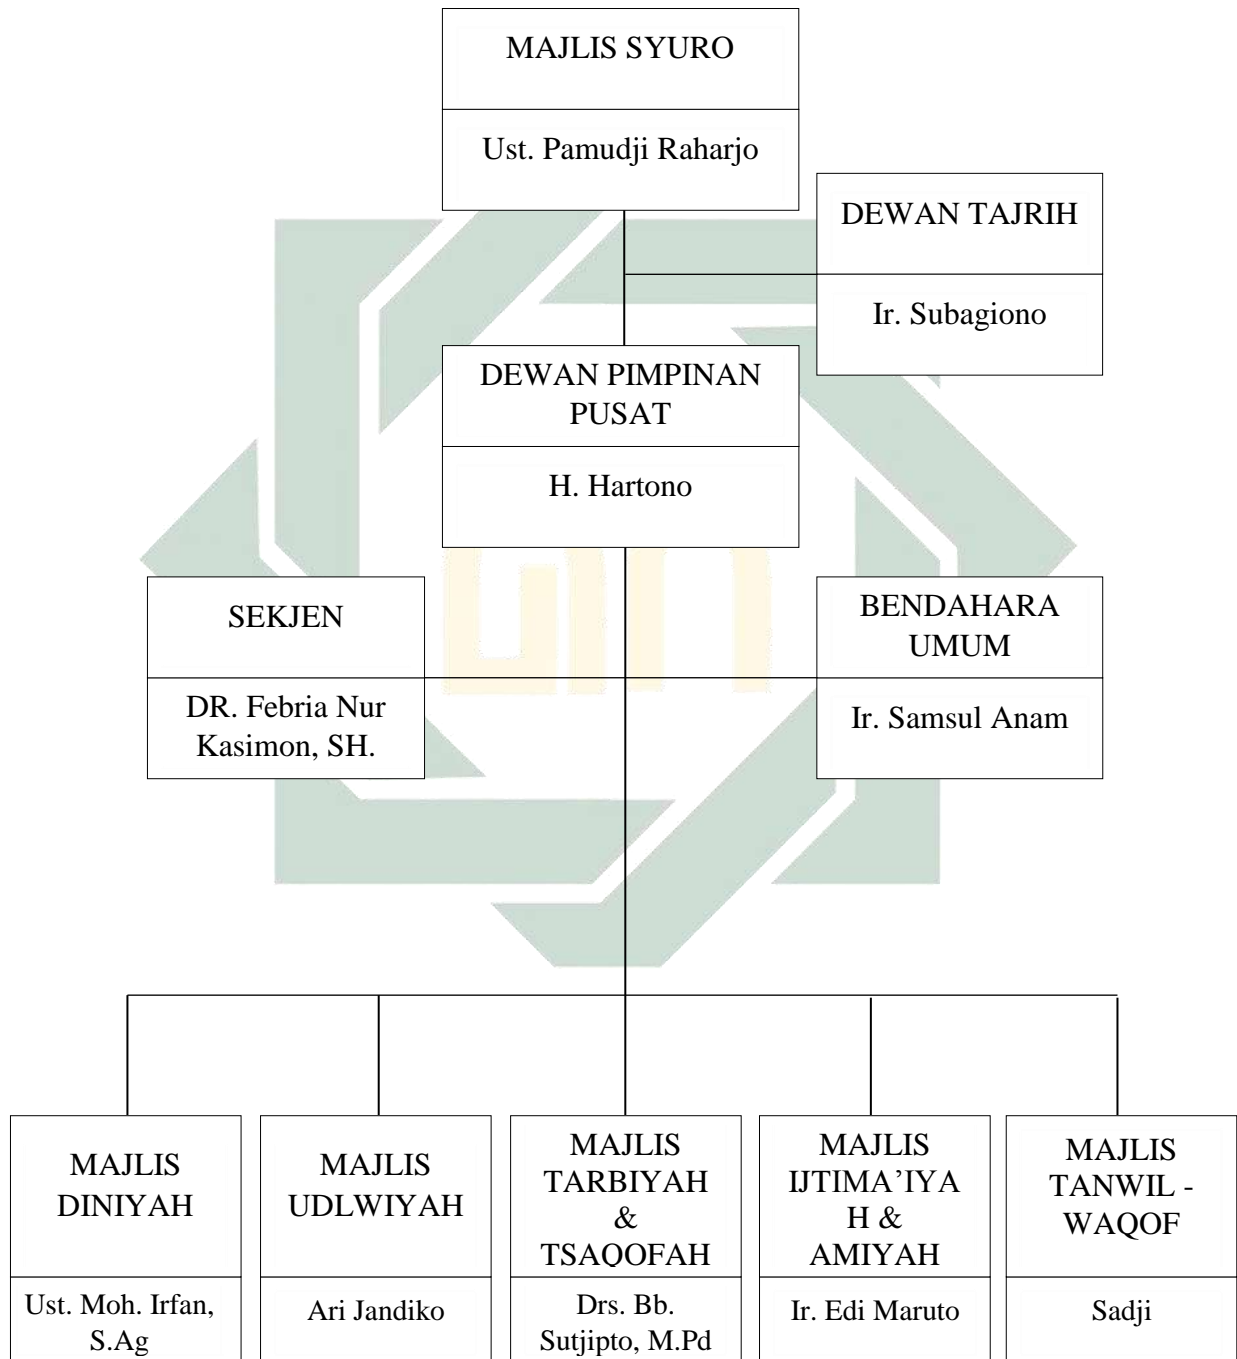 MAJLIS SYURO
Ust. Pamudji Raharjo
DEWAN TAJRIH
Ir. Subagiono
DEWAN PIMPINAN
PUSAT
H. Hartono
SEKJEN
DR. Febria Nur
Kasimon, SH.
BENDAHARA
UMUM
Ir. Samsul Anam
MAJLIS
DINIYAH
Ust. Moh. Irfan,
S.Ag
MAJLIS
UDLWIYAH
Ari Jandiko
MAJLIS
TARBIYAH
&
TSAQOFAH
Drs. Bb.
Sutjipto, M.Pd
MAJLIS
IJTIMA’IYA
H &
AMIYAH
Ir. Edi Maruto
MAJLIS
TANWIL -
WAQOF
Sadji